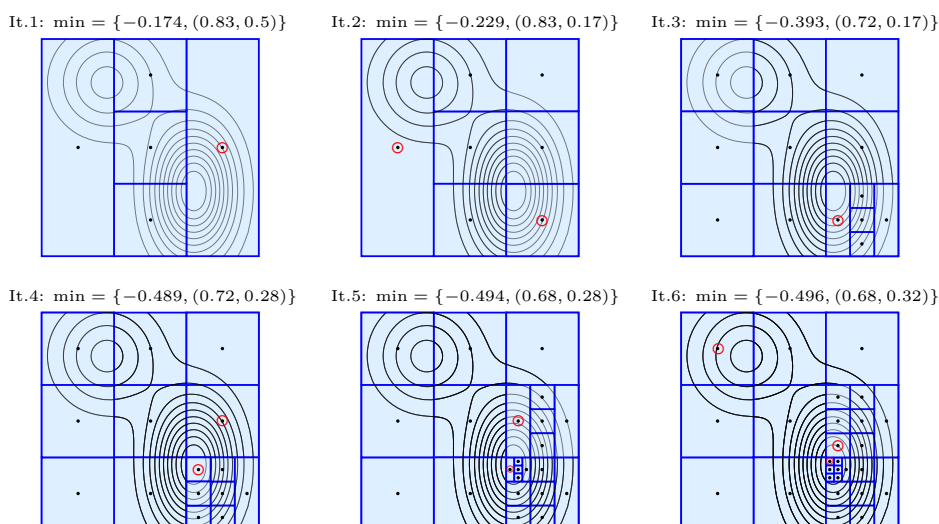 It.1: min = {−0.174, (0.83, 0.5)}
It.2: min = {−0.229, (0.83, 0.17)}
It.3: min = {−0.393, (0.72, 0.17)}
It.4: min = {−0.489, (0.72, 0.28)}
It.5: min = {−0.494, (0.68, 0.28)}
It.6: min = {−0.496, (0.68, 0.32)}